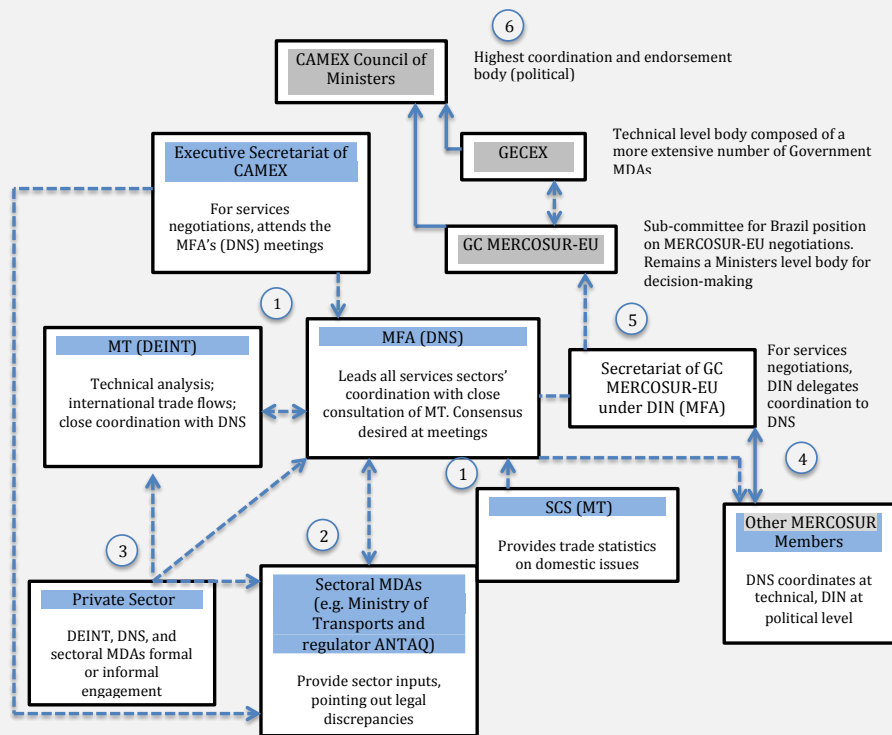 6
CAMEX Council of
Ministers
Highest coordination and endorsement
body (political)
GECEX
Technical level body composed of a
more extensive number of Government
MDAs
Executive Secretariat of
CAMEX
For services
negotiations, attends the
MFA's (DNS) meetings
GC MERCOSUR-EU
Sub-committee for Brazil position
on MERCOSUR-EU negotiations.
Remains a Ministers level body for
decision-making
1
5
MT (DEINT)
Technical analysis;
international trade flows;
close coordination with DNS
MFA (DNS)
Leads all services sectors'
coordination with close
consultation of MT. Consensus
desired at meetings
Secretariat of GC
MERCOSUR-EU
under DIN (MFA)
For services
negotiations,
DIN delegates
coordination to
DNS
4
1
SCS (MT)
Provides trade statistics
on domestic issues
Other MERCOSUR
Members
DNS coordinates at
technical, DIN at
political level
3
2
Private Sector
DEINT, DNS, and
sectoral MDAs formal
or informal
engagement
Sectoral MDAs
(e.g. Ministry of
Transports and
regulator ANTAQ)
Provide sector inputs,
pointing out legal
discrepancies